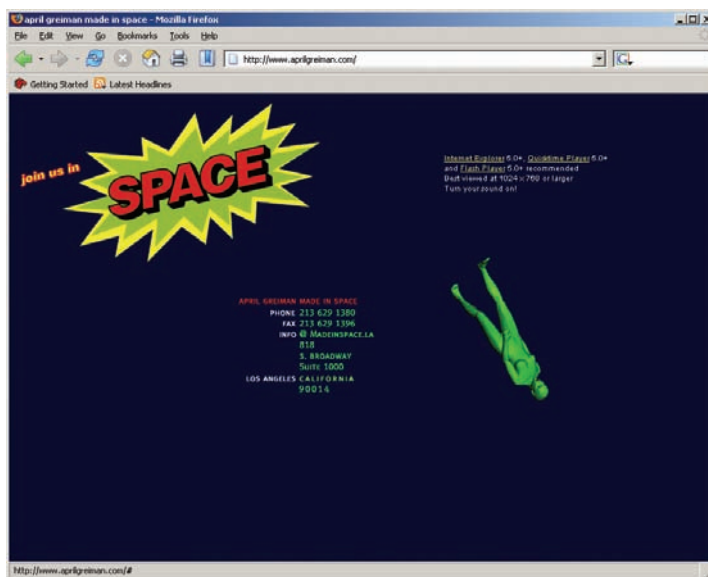 april greiman made in space - Mozilla Firefox
File Edit View Go Bookmarks Tools Help
http://www.aprilgreiman.com/
G
Getting Started Latest Headlines
join us in
SPACE
Internet Explorer 5.0+, Quicktime Player 5.0+
and Flash Player 5.0+ recommended
Best viewed at 1024 x 768 or larger
Turn your sound on!
APRIL GREIMAN MADE IN SPACE
PHONE 213 629 1380
FAX 213 629 1396
INFO @ MADEINSPACE.LA
818
S. BROADWAY
SUITE 1000
LOS ANGELES CALIFORNIA
90014
http://www.aprilgreiman.com/#